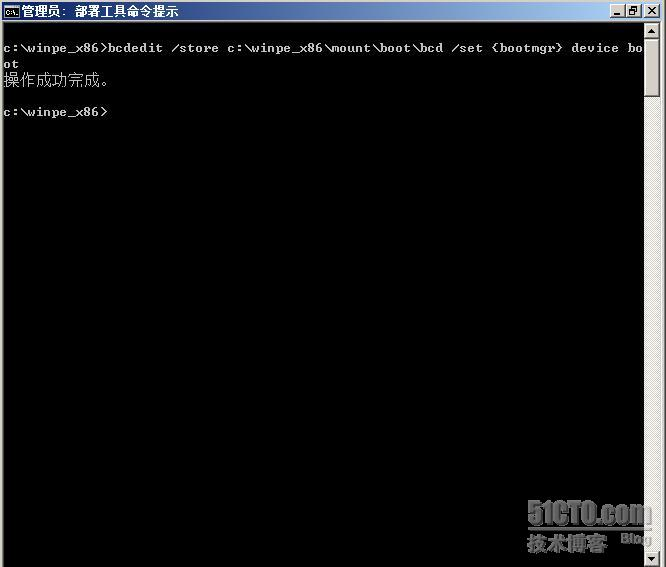 管理员: 部署工具命令提示
c:\winpe_x86>bcdedit /store c:\winpe_x86\mount\boot\bcd /set {bootmgr} device bo
ot
操作成功完成。
c:\winpe_x86>
51CTO.com
技术博客 Blog